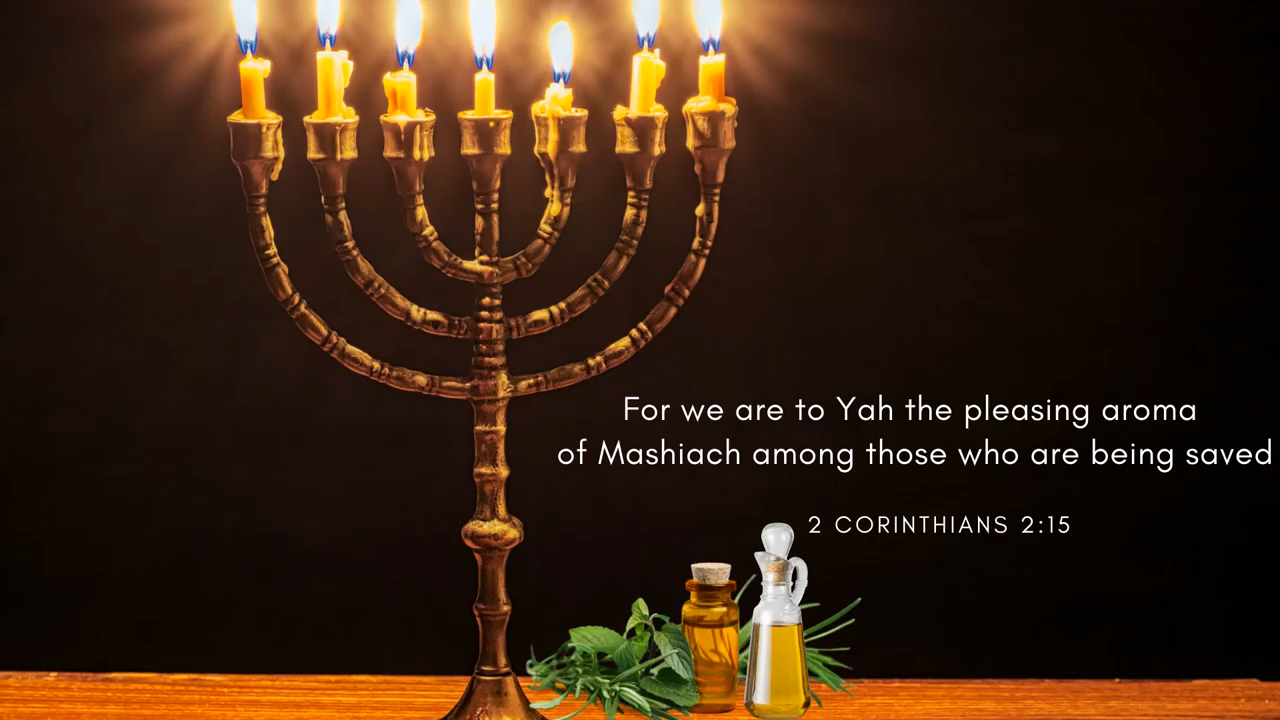 For we are to Yah the pleasing aroma
of Mashiach among those who are being saved
2 CORINTHIANS 2:15